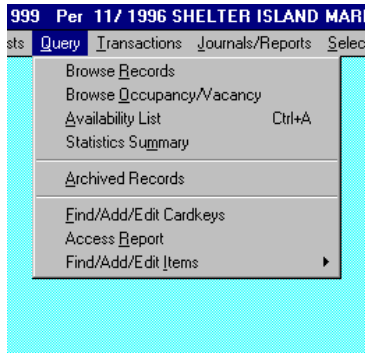 999 Per 11/ 1996 SHELTER ISLAND MARI
sts Query Transactions Journals/Reports Selec
Browse Records
Browse Occupancy/Vacancy
Availability List Ctrl+A
Statistics Summary
Archived Records
Find/Add/Edit Cardkeys
Access Report
Find/Add/Edit Items